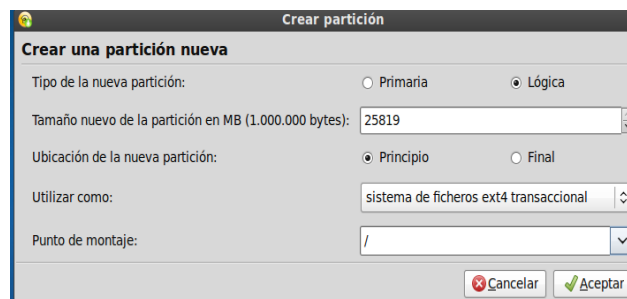 Crear partición
Crear una partición nueva
Tipo de la nueva partición: Primaria Lógica
Tamaño nuevo de la partición en MB (1.000.000 bytes): 25819
Ubicación de la nueva partición: Principio Final
Utilizar como: sistema de ficheros ext4 transaccional
Punto de montaje: /
Cancelar Aceptar